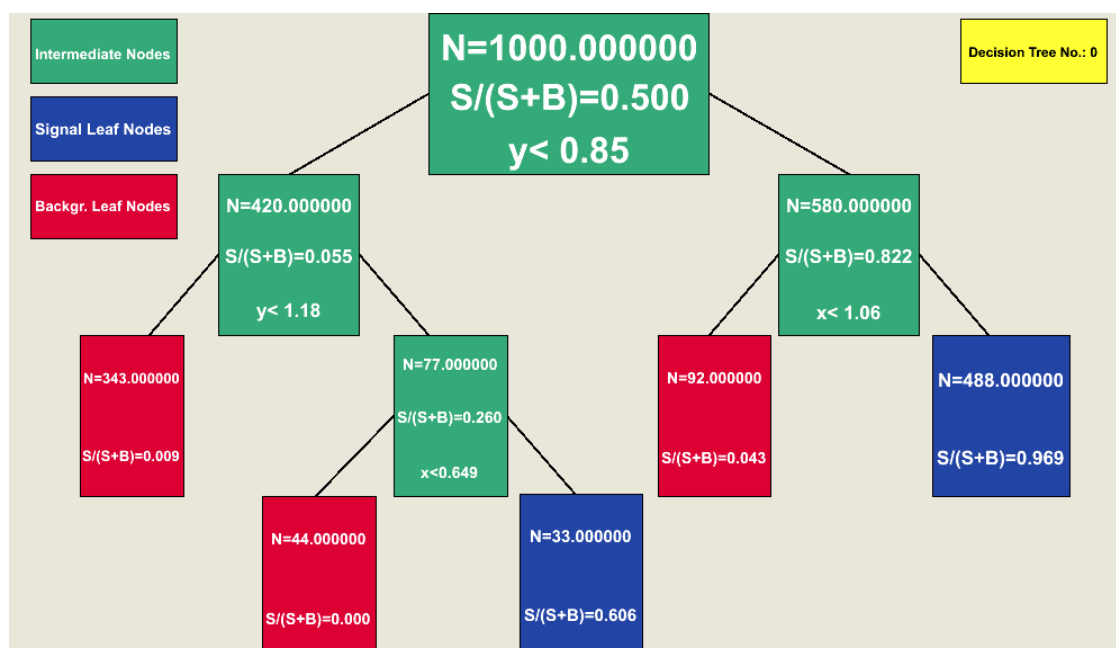 Intermediate Nodes
Signal Leaf Nodes
Backgr. Leaf Nodes
Decision Tree No.: 0
N=1000.000000
S/(S+B)=0.500
y< 0.85
N=420.000000
S/(S+B)=0.055
y< 1.18
N=580.000000
S/(S+B)=0.822
x< 1.06
N=343.000000
S/(S+B)=0.009
N=77.000000
S/(S+B)=0.260
x<0.649
N=92.000000
S/(S+B)=0.043
N=488.000000
S/(S+B)=0.969
N=44.000000
S/(S+B)=0.000
N=33.000000
S/(S+B)=0.606